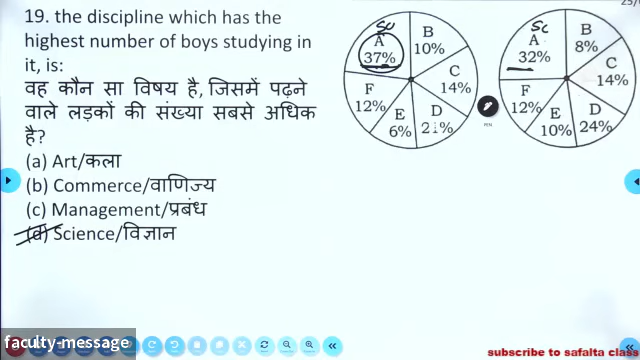 19. the discipline which has the
highest number of boys studying in
it, is:
वह कौन सा विषय है, जिसमें पढ़ने
वाले लड़कों की संख्या सबसे अधिक
है?
(a) Art/कला
(b) Commerce/वाणिज्य
(c) Management/प्रबंध
(d) Science/विज्ञान
Sc
A
37%
B
10%
C
14%
D
21%
E
6%
F
12%
PEN
Sc
A
32%
B
8%
C
14%
D
24%
E
10%
F
12%
faculty-message
subscribe to safalta class